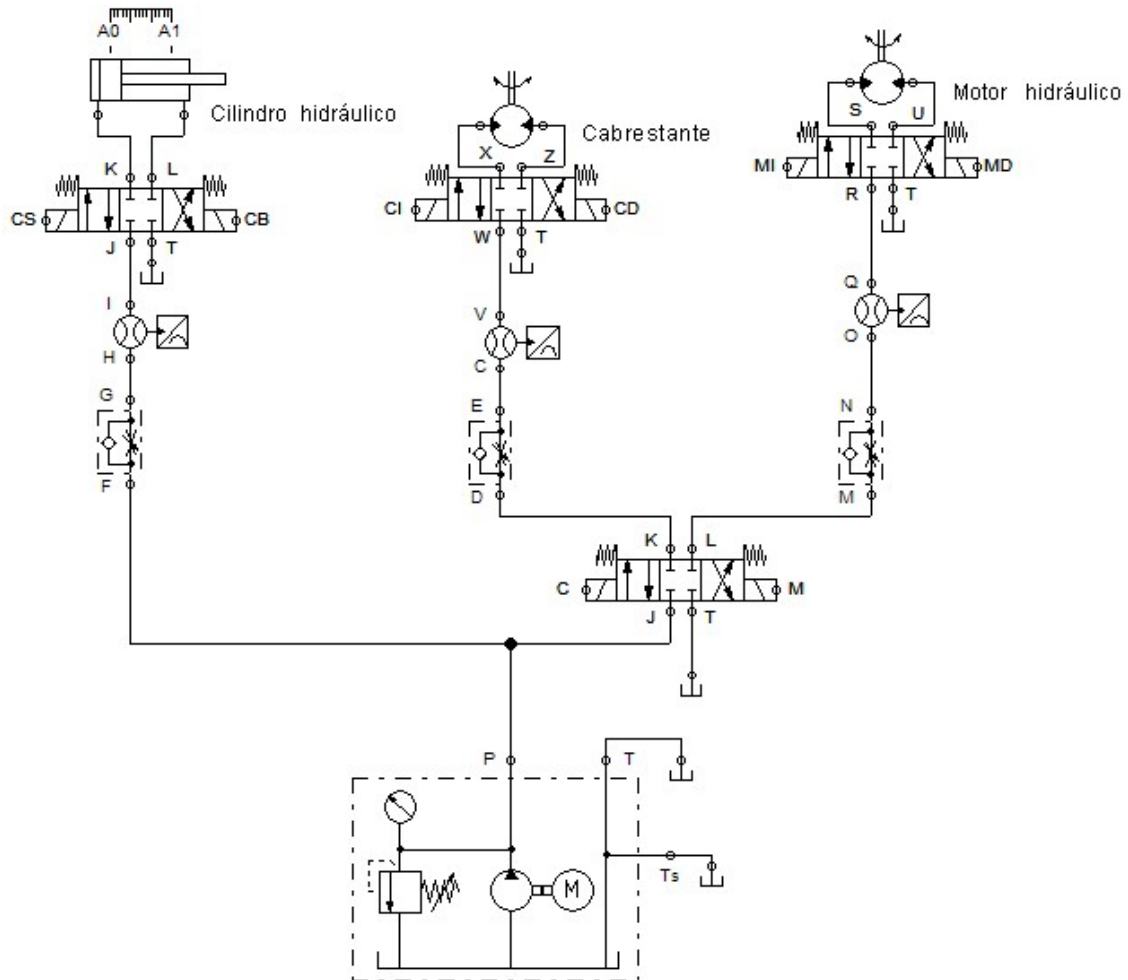 A0 A1
Cilindro hidráulico
Cabrestante
Motor hidráulico
S U
X Z
K L
MI MD
R T
CI CD
CS CB
W T
J T
I
Q
V
H
O
C
G
E
N
F
D
M
K L
C M
J T
P
T
Ts
M